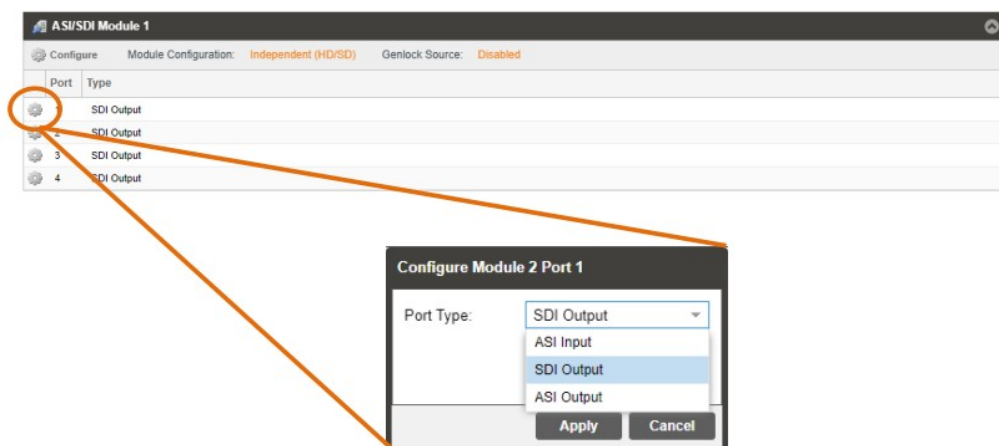 ASI/SDI Module 1
Configure Module Configuration: Independent (HD/SD) Genlock Source: Disabled
Port Type
1 SDI Output
2 SDI Output
3 SDI Output
4 SDI Output
Configure Module 2 Port 1
Port Type: SDI Output
ASI Input
SDI Output
ASI Output
Apply Cancel